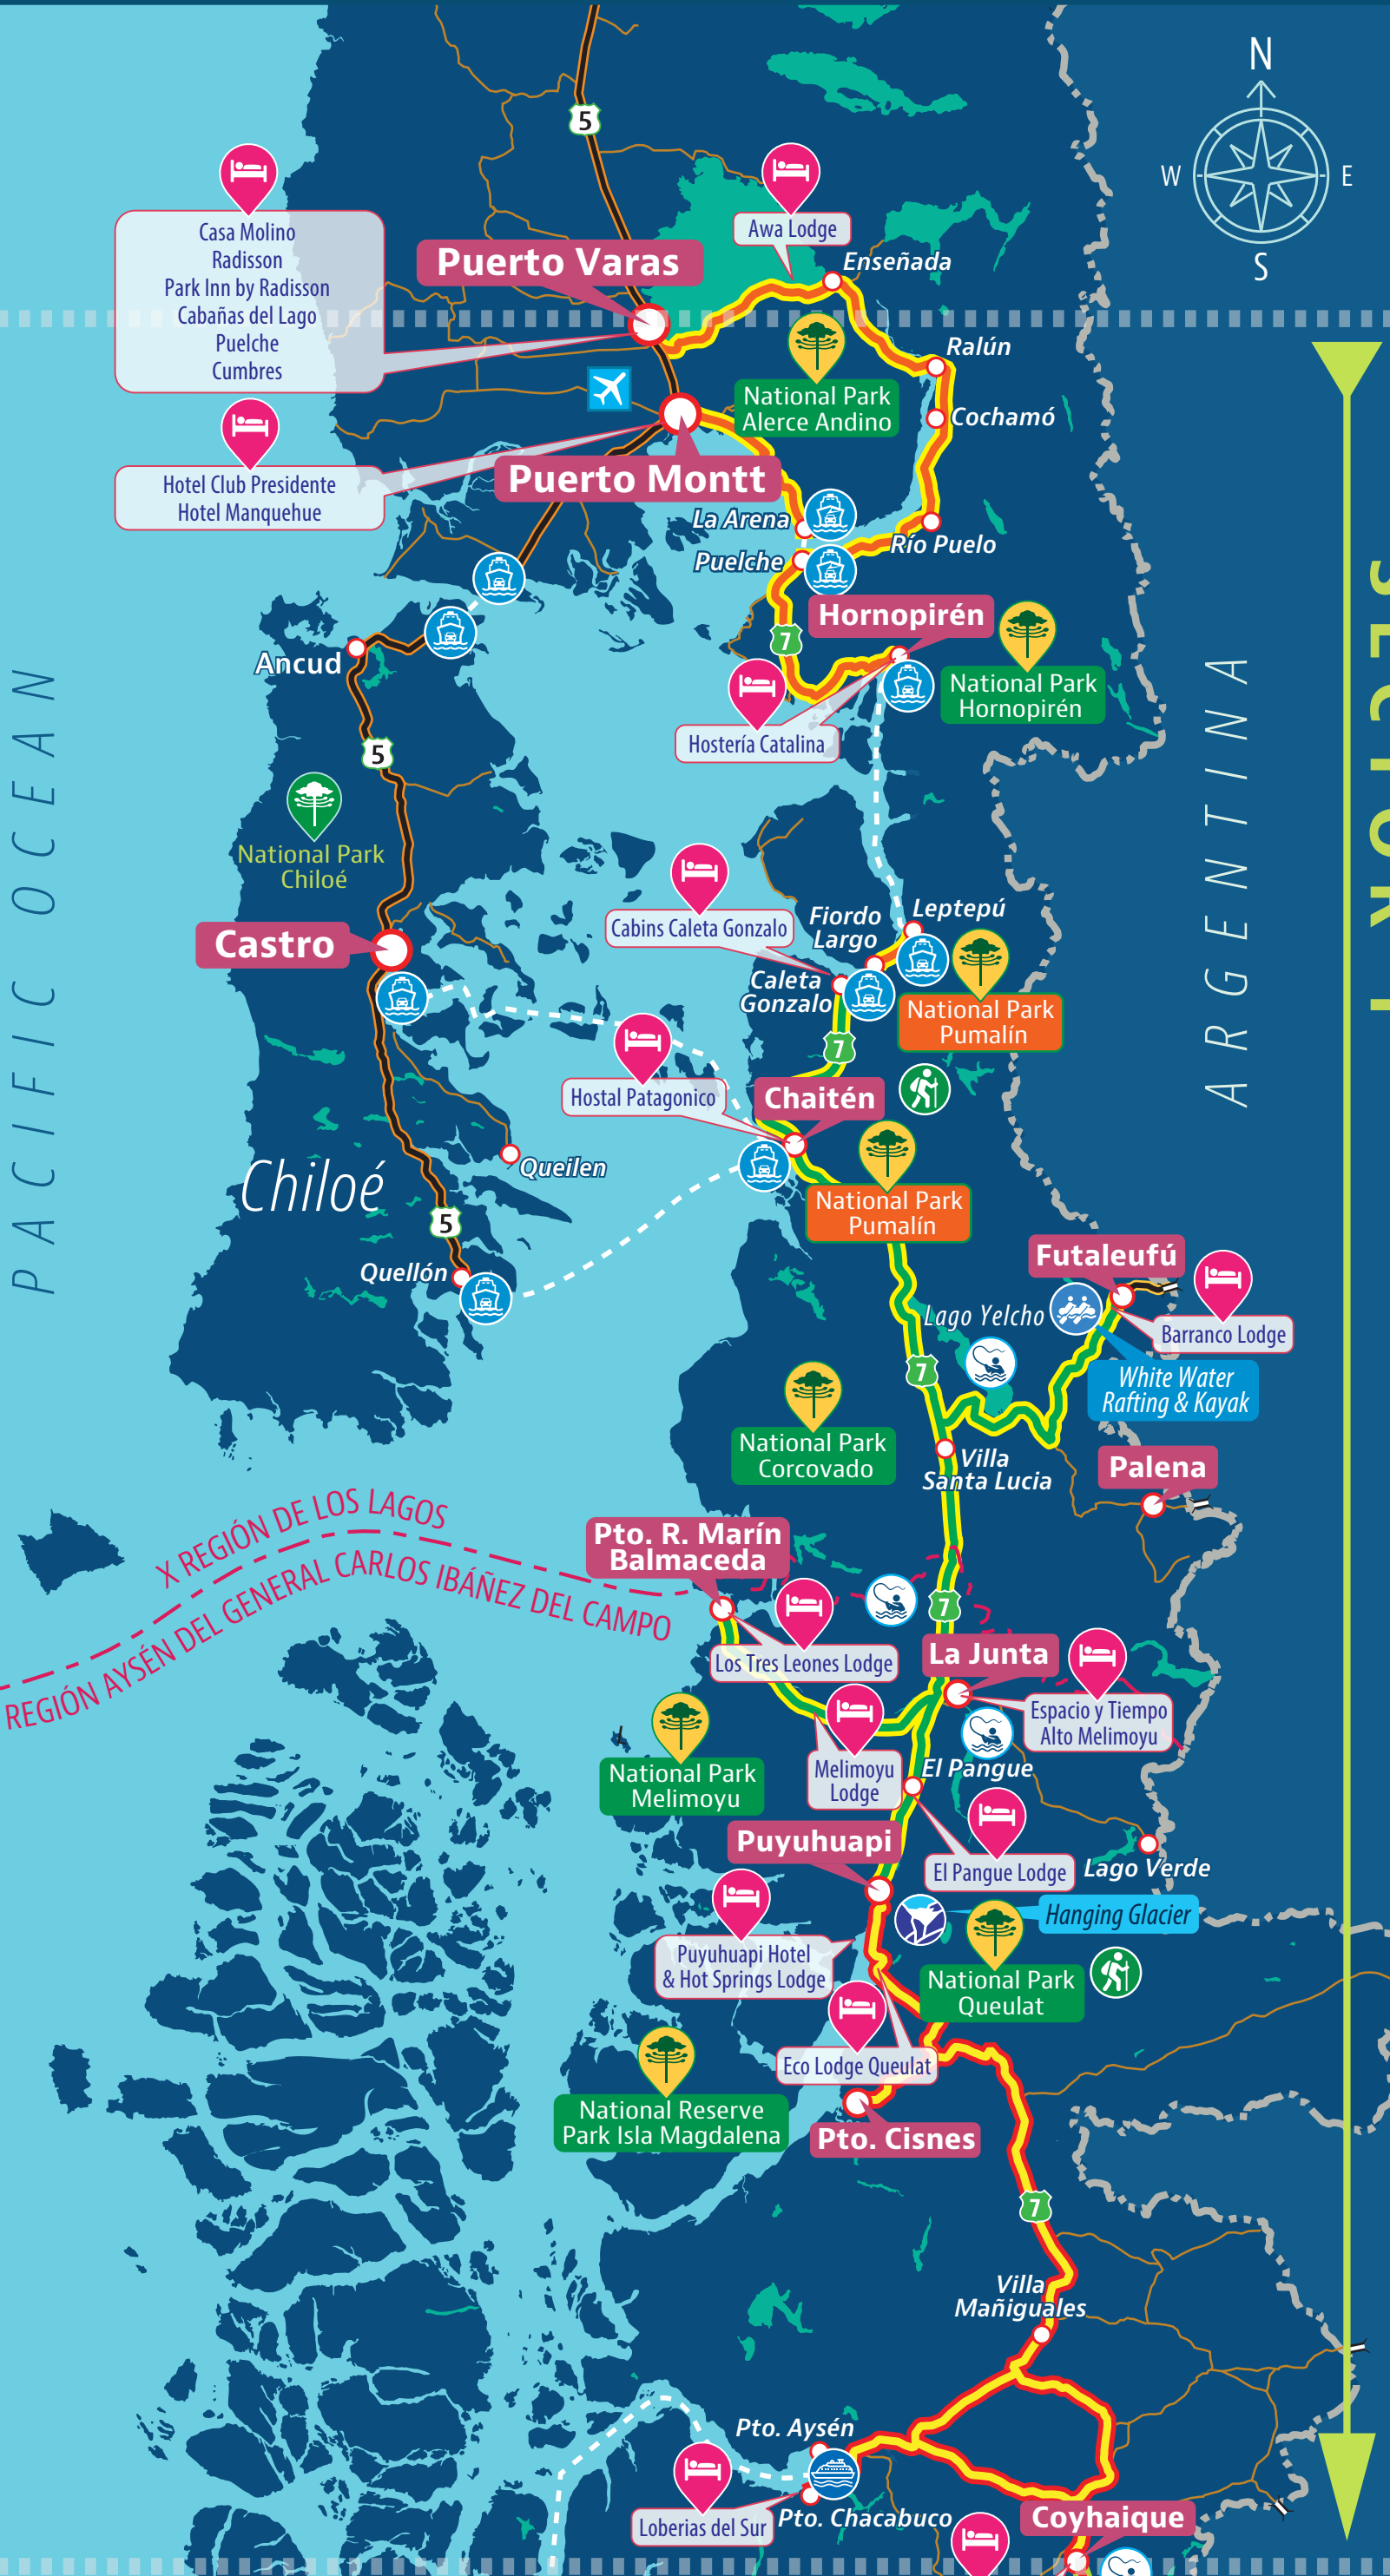 N
W
E
S
5
Casa Molino
Radisson
Park Inn by Radisson
Cabañas del Lago
Puelche
Cumbres
Puerto Varas
Awa Lodge
Enseñada
Ralún
National Park
Alerce Andino
Cochamó
Hotel Club Presidente
Hotel Manquehue
Puerto Montt
La Arena
Río Puelo
Puelche
Hornopirén
7
Ancud
National Park
Hornopirén
Hostería Catalina
5
PACIFIC OCEAN
ARGENTINA
SECTION 1
National Park
Chiloé
Cabins Caleta Gonzalo
Fiordo
Largo
Leptepú
Castro
Caleta
Gonzalo
National Park
Pumalín
7
Hostal Patagonico
Chaitén
Queilen
Chiloé
National Park
Pumalín
5
Quellón
Futaleufú
Lago Yelcho
Barranco Lodge
7
White Water
Rafting & Kayak
National Park
Corcovado
Villa
Santa Lucia
Palena
X REGIÓN DE LOS LAGOS
REGIÓN AYSÉN DEL GENERAL CARLOS IBÁÑEZ DEL CAMPO
Pto. R. Marín
Balmaceda
7
Los Tres Leones Lodge
La Junta
Espacio y Tiempo
Alto Melimoyu
National Park
Melimoyu
Melimoyu
Lodge
El Pangue
Puyuhuapi
El Pangue Lodge
Lago Verde
Hanging Glacier
Puyuhuapi Hotel
& Hot Springs Lodge
National Park
Queulat
Eco Lodge Queulat
National Reserve
Park Isla Magdalena
Pto. Cisnes
7
Villa
Mañiguales
Pto. Aysén
Loberias del Sur
Pto. Chacabuco
Coyhaique